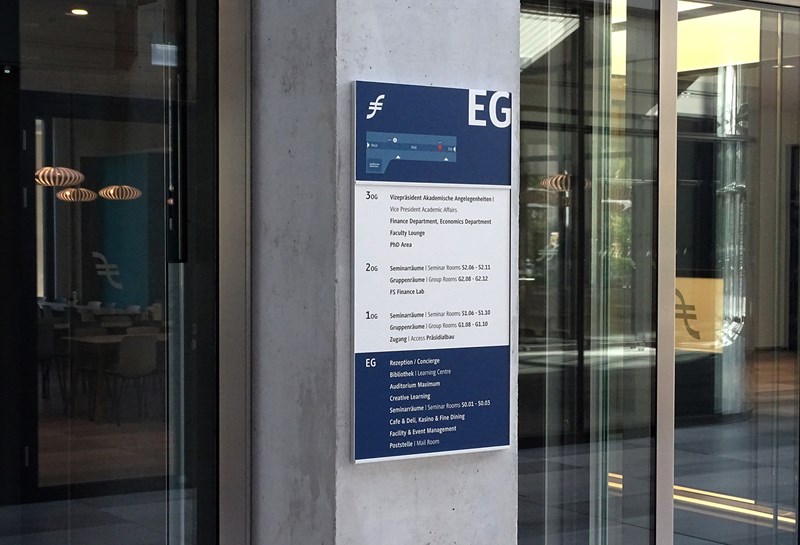 EG
3OG Vizepräsident Akademische Angelegenheiten |
Vice President Academic Affairs
Finance Department, Economics Department
Faculty Lounge
PhD Area
2OG Seminarräume | Seminar Rooms S2.06 - S2.11
Gruppenräume | Group Rooms G2.08 - G2.12
FS Finance Lab
1OG Seminarräume | Seminar Rooms S1.06 - S1.10
Gruppenräume | Group Rooms G1.08 - G1.10
Zugang | Access Präsidialbau
EG Rezeption / Concierge
Bibliothek | Learning Centre
Auditorium Maximum
Creative Learning
Seminarräume | Seminar Rooms S0.01 - S0.03
Cafe & Deli, Kasino & Fine Dining
Facility & Event Management
Poststelle | Mail Room